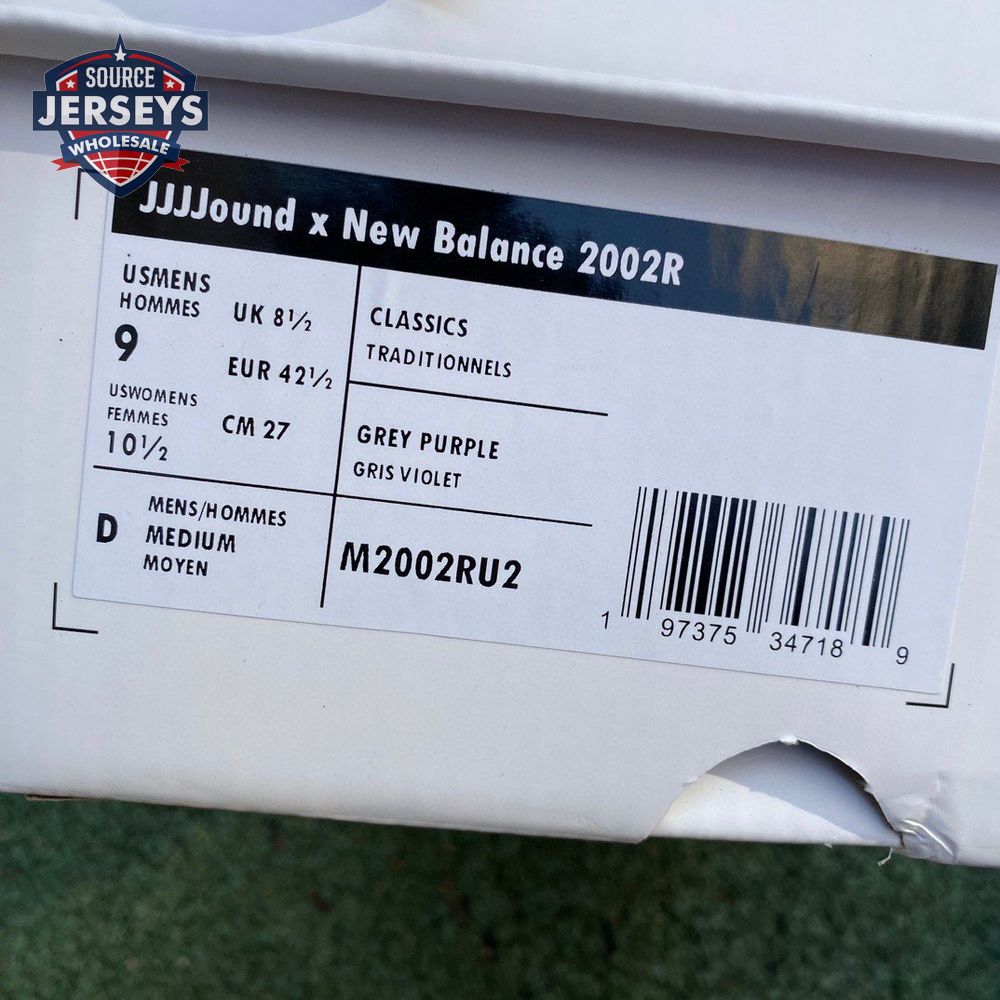 SOURCE
JERSEYS
WHOLESALE
JJJJound x New Balance 2002R
USMENS
HOMMES
9
UK 8½
EUR 42½
CM 27
USWOMENS
FEMMES
10½
CLASSICS
TRADITIONNELS
GREY PURPLE
GRIS VIOLET
D
MENS/HOMMES
MEDIUM
MOYEN
M2002RU2
1 97375 34718 9